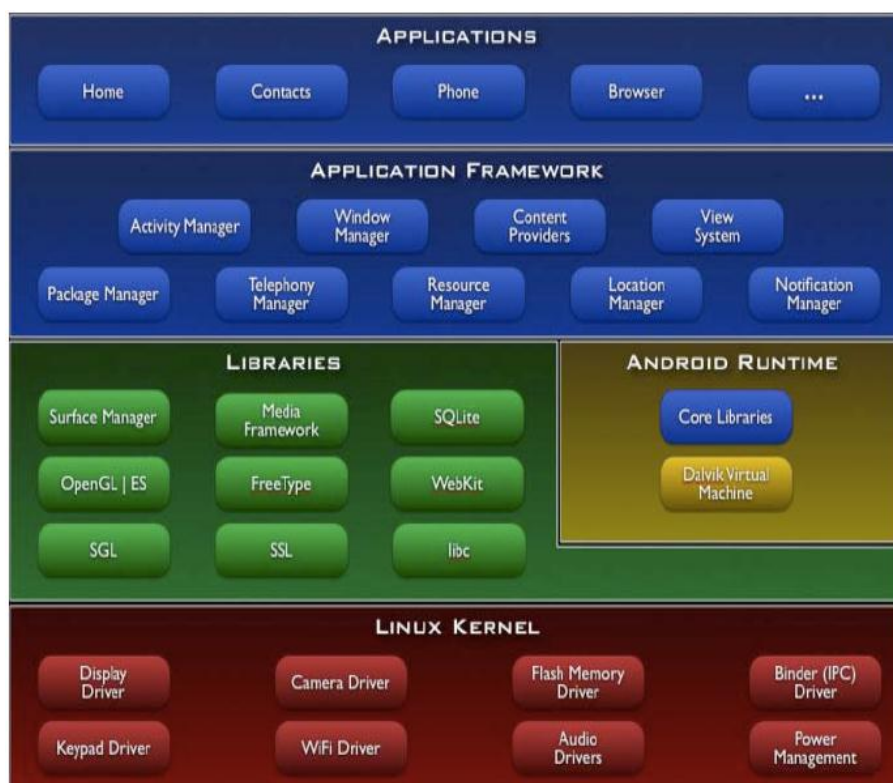 APPLICATIONS
Home
Contacts
Phone
Browser
...
APPLICATION FRAMEWORK
Activity Manager
Window
Manager
Content
Providers
View
System
Package Manager
Telephony
Manager
Resource
Manager
Location
Manager
Notification
Manager
LIBRARIES
Surface Manager
Media
Framework
SQLite
OpenGL | ES
FreeType
WebKit
SGL
SSL
libc
ANDROID RUNTIME
Core Libraries
Dalvik Virtual
Machine
LINUX KERNEL
Display
Driver
Camera Driver
Flash Memory
Driver
Binder (IPC)
Driver
Keypad Driver
WiFi Driver
Audio
Drivers
Power
Management